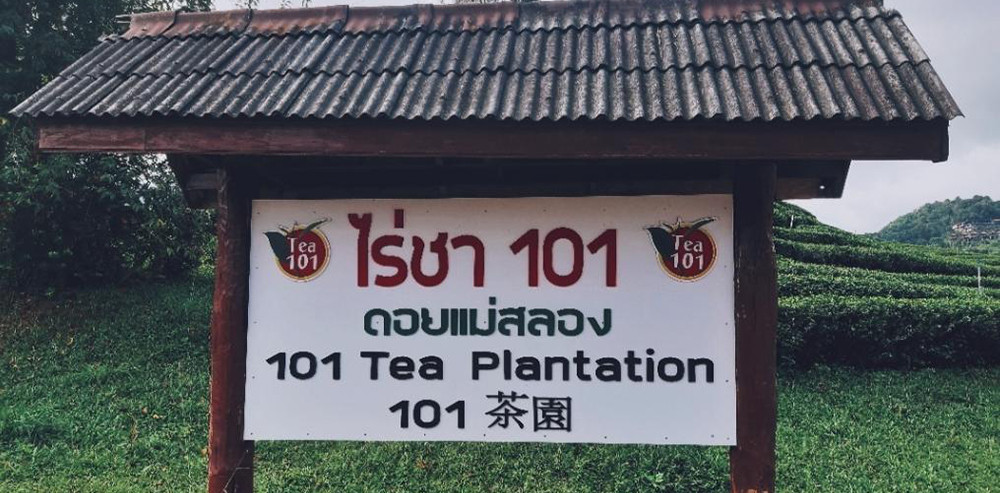 Tea 101
ไร่ชา 101
Tea 101
ดอยแม่สลอง
101 Tea Plantation
101 茶園